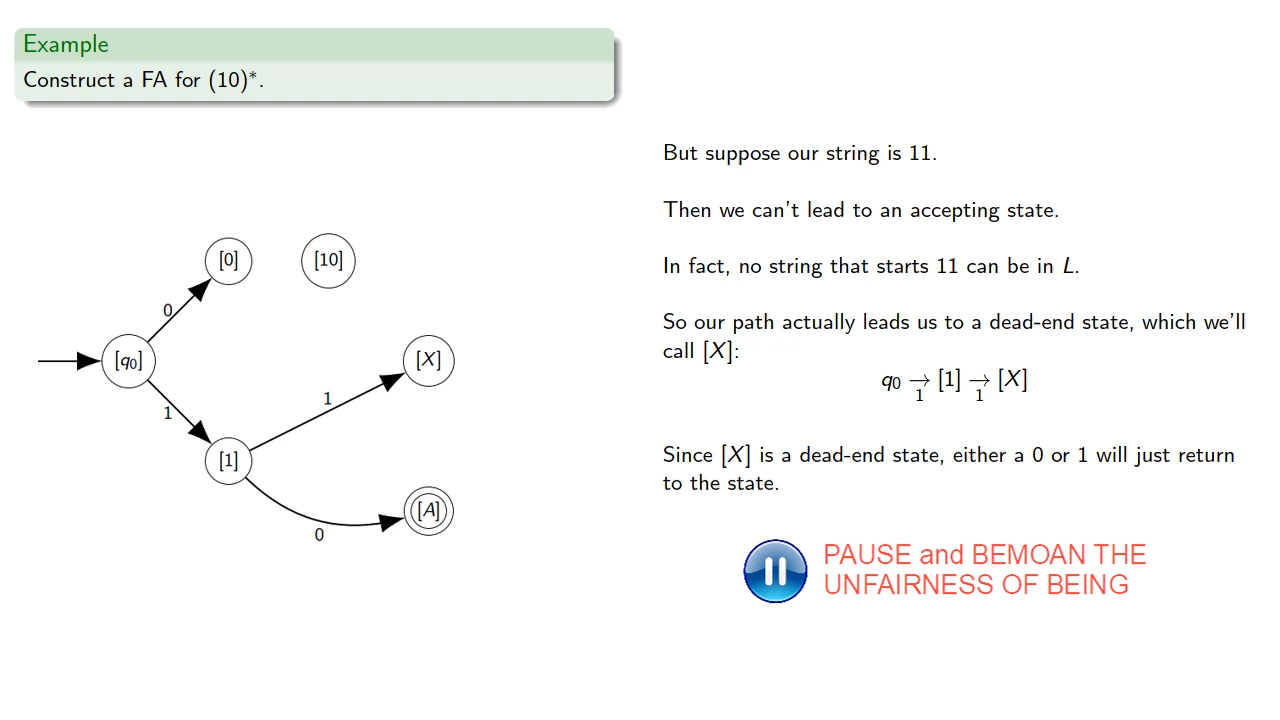 Example
Construct a FA for (10)*.
But suppose our string is 11.
Then we can't lead to an accepting state.
In fact, no string that starts 11 can be in L.
So our path actually leads us to a dead-end state, which we'll
call [X]:
q₀ →₁ [1] →₁ [X]
Since [X] is a dead-end state, either a 0 or 1 will just return
to the state.
PAUSE and BEMOAN THE
UNFAIRNESS OF BEING
[0]
[10]
0
[q₀]
[X]
1
1
[1]
[A]
0